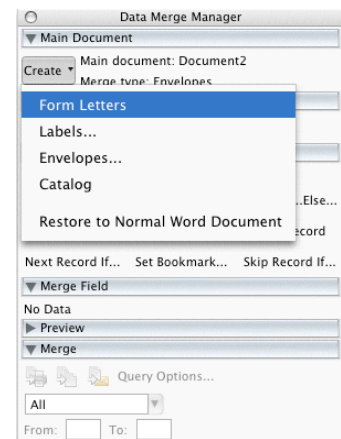 Data Merge Manager
Main Document
Create Main document: Document2
Merge type: Envelopes
Form Letters
Labels...
Envelopes...
Catalog
...Else...
Restore to Normal Word Document
Next Record If... Set Bookmark... Skip Record If...
Merge Field
No Data
Preview
Merge
Query Options...
All
From: To: